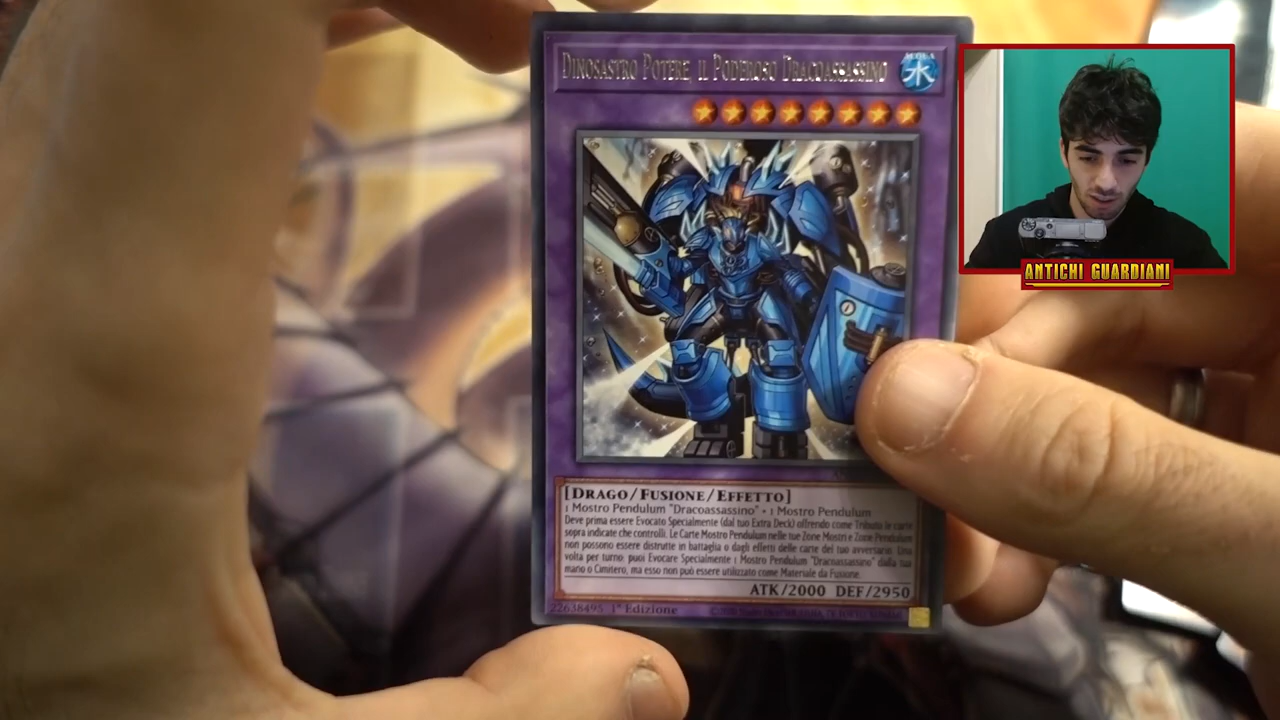 Dinosastro Potere, il Poderoso Dracoassassino
ACQUA
水
ANTICHI GUARDIANI
[Drago/Fusione/Effetto]
1 Mostro Pendulum "Dracoassassino" + 1 Mostro Pendulum
Deve prima essere Evocato Specialmente (dal tuo Extra Deck) offrendo come Tributo le carte
sopra indicate che controlli. Le Carte Mostro Pendulum nelle tue Zone Mostri e Zone Pendulum
non possono essere distrutte in battaglia o dagli effetti delle carte del tuo avversario. Una
volta per turno: puoi Evocare Specialmente 1 Mostro Pendulum "Dracoassassino" dalla tua
mano o Cimitero, ma esso non può essere utilizzato come Materiale da Fusione.
ATK/2000 DEF/2950
22638495 1ª Edizione